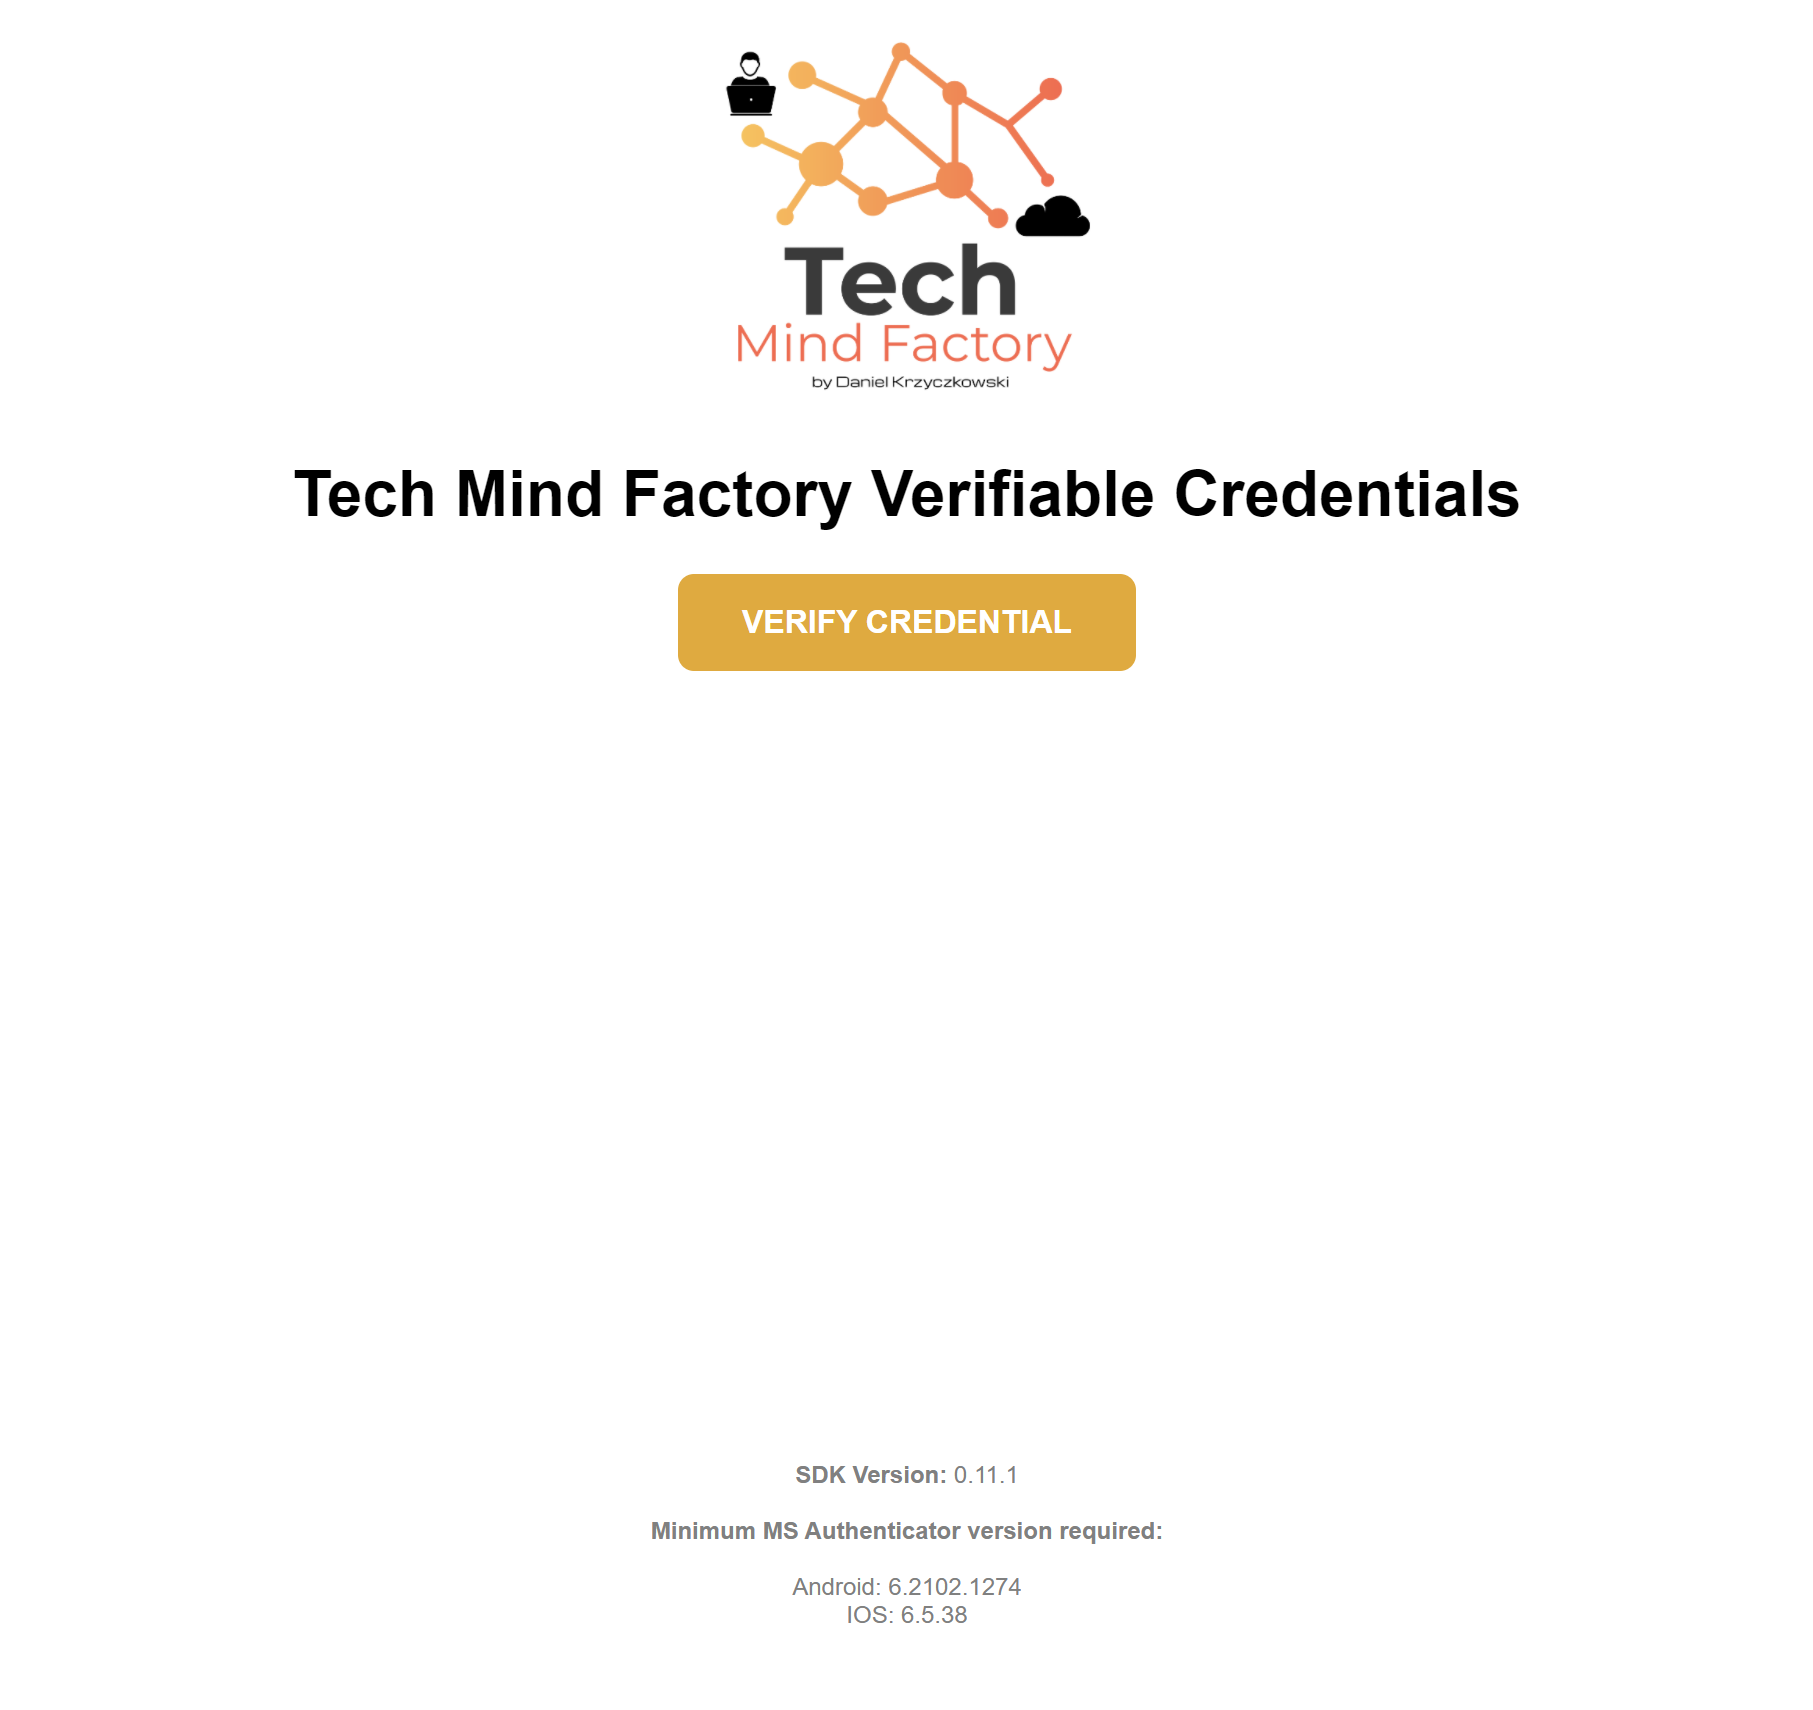 Tech
Mind Factory
by Daniel Krzyczkowski
Tech Mind Factory Verifiable Credentials
VERIFY CREDENTIAL
SDK Version: 0.11.1
Minimum MS Authenticator version required:
Android: 6.2102.1274
IOS: 6.5.38